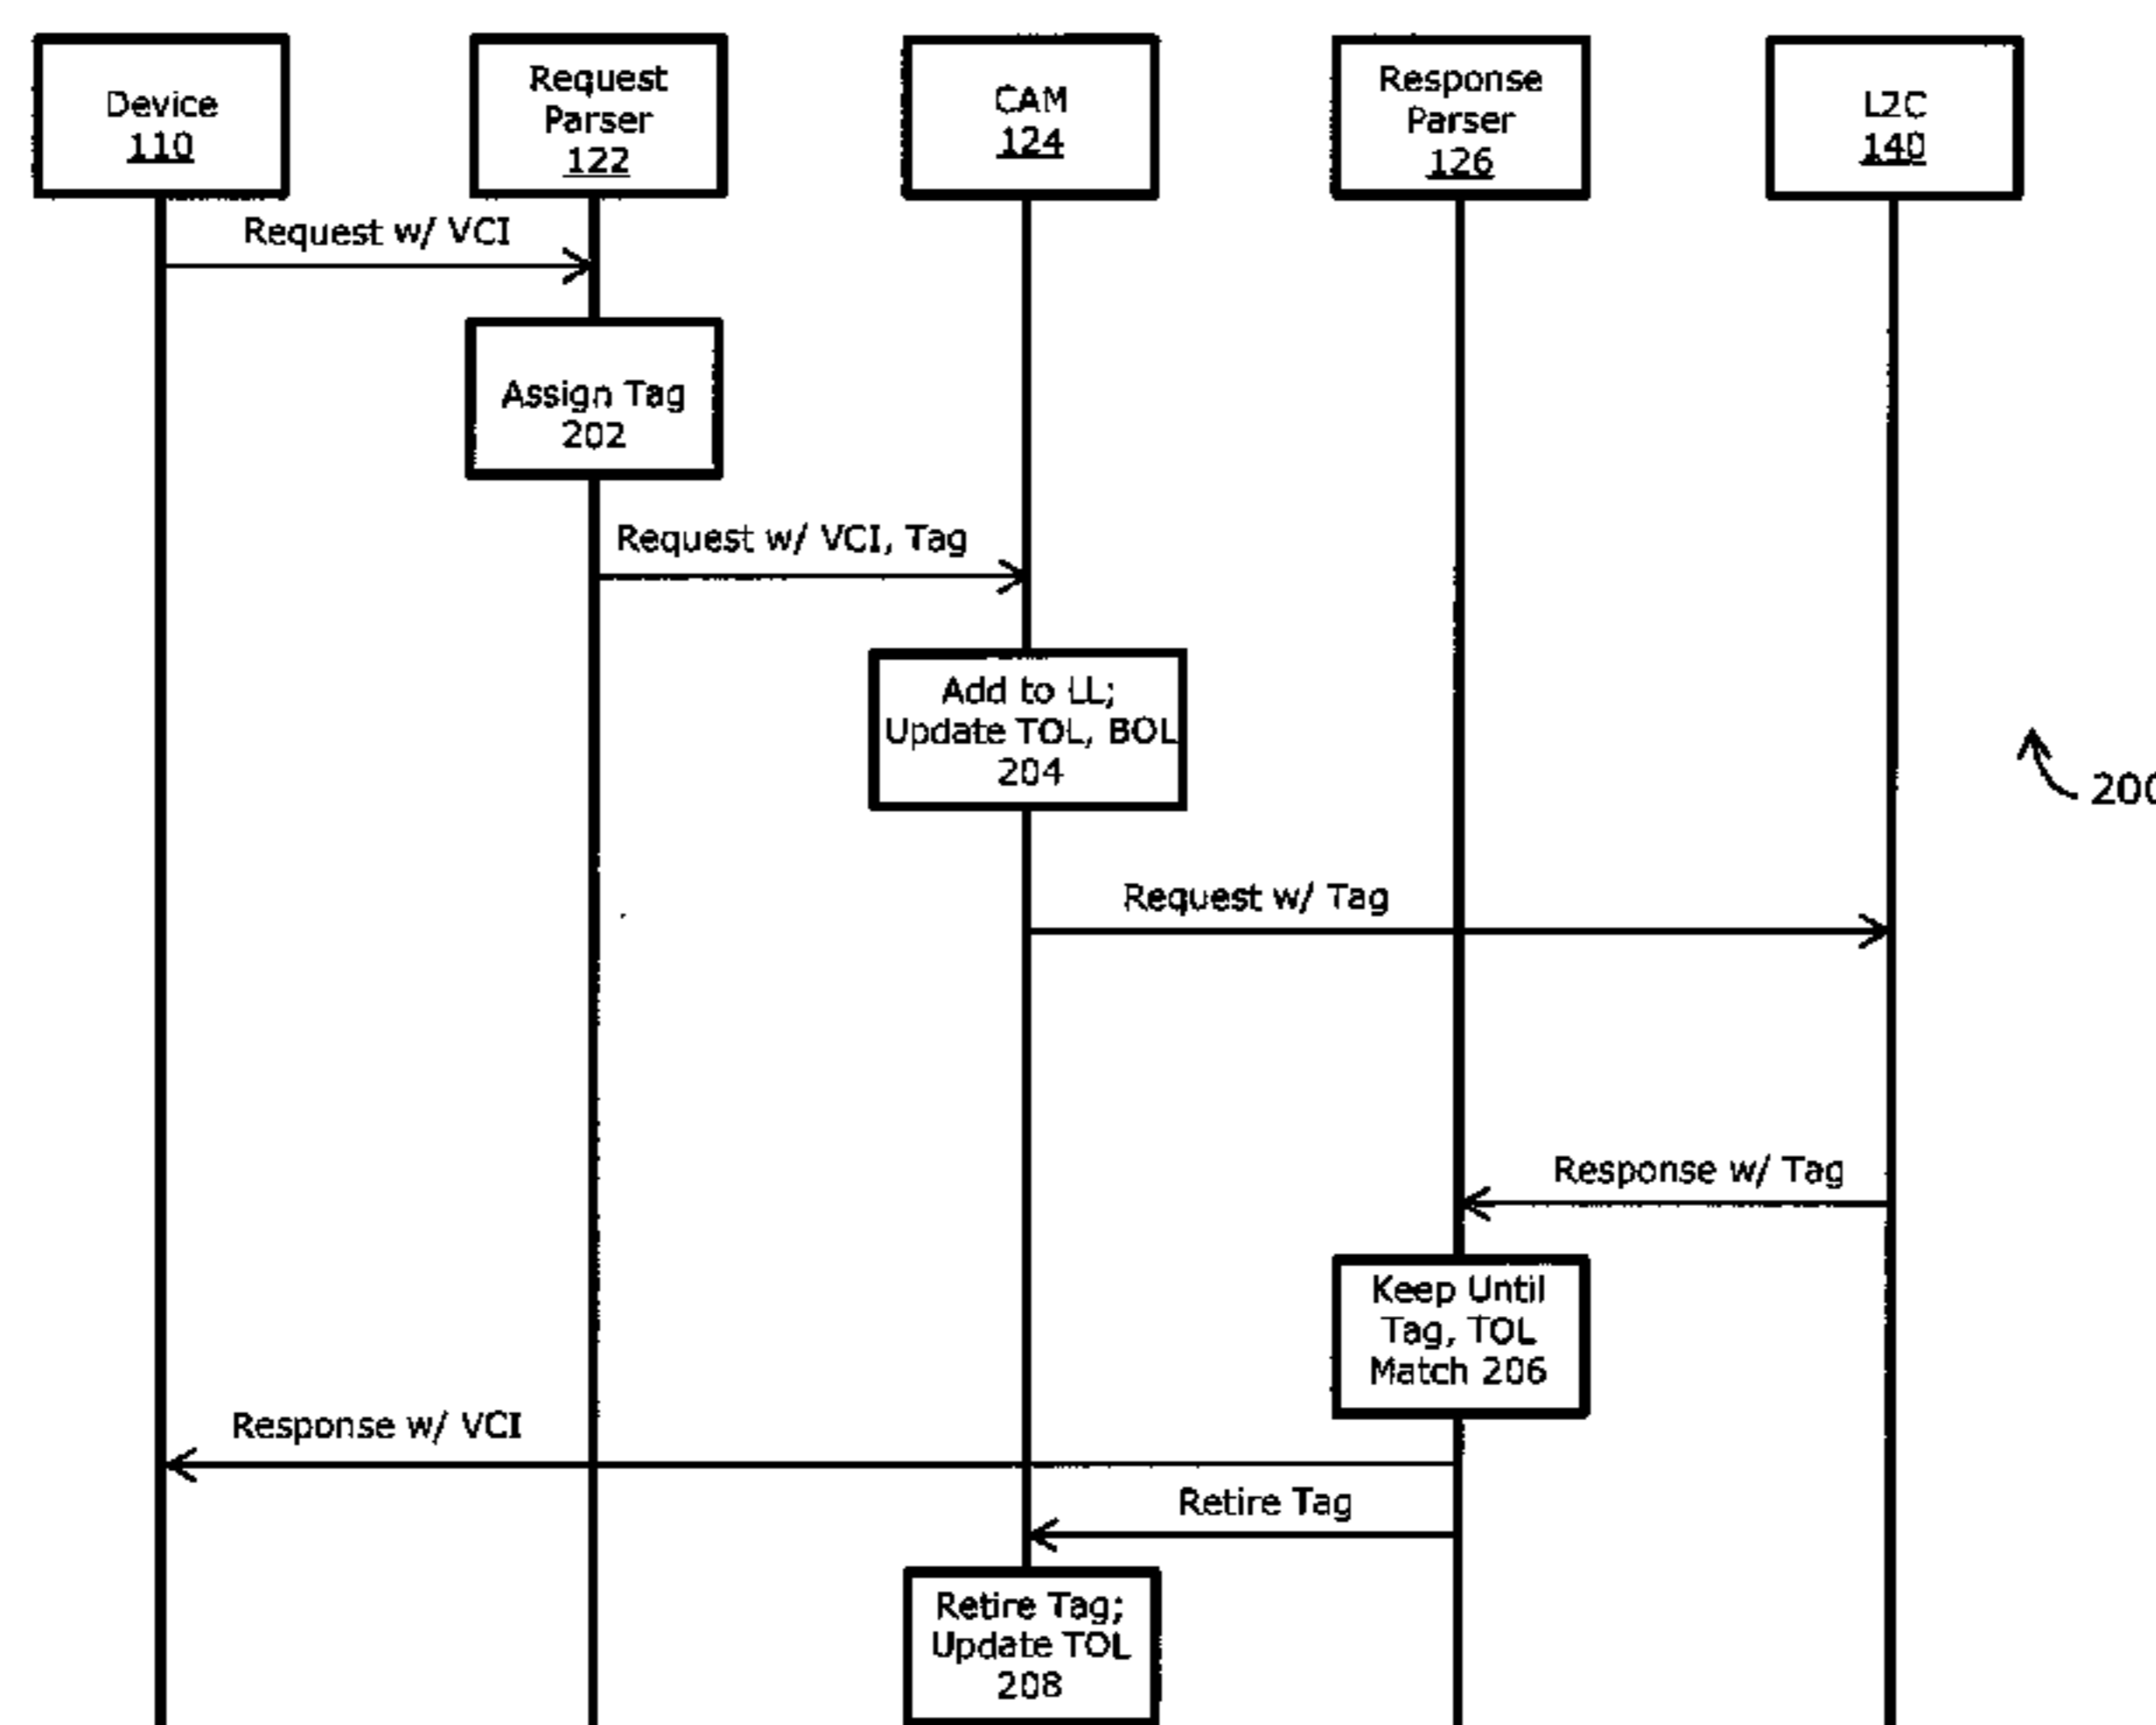 Device
110
Request
Parser
122
CAM
124
Response
Parser
126
L2C
140
Request w/ VCI
Assign Tag
202
Request w/ VCI, Tag
Add to LL;
Update TOL, BOL
204
200
Request w/ Tag
Response w/ Tag
Keep Until
Tag, TOL
Match 206
Response w/ VCI
Retire Tag
Retire Tag;
Update TOL
208